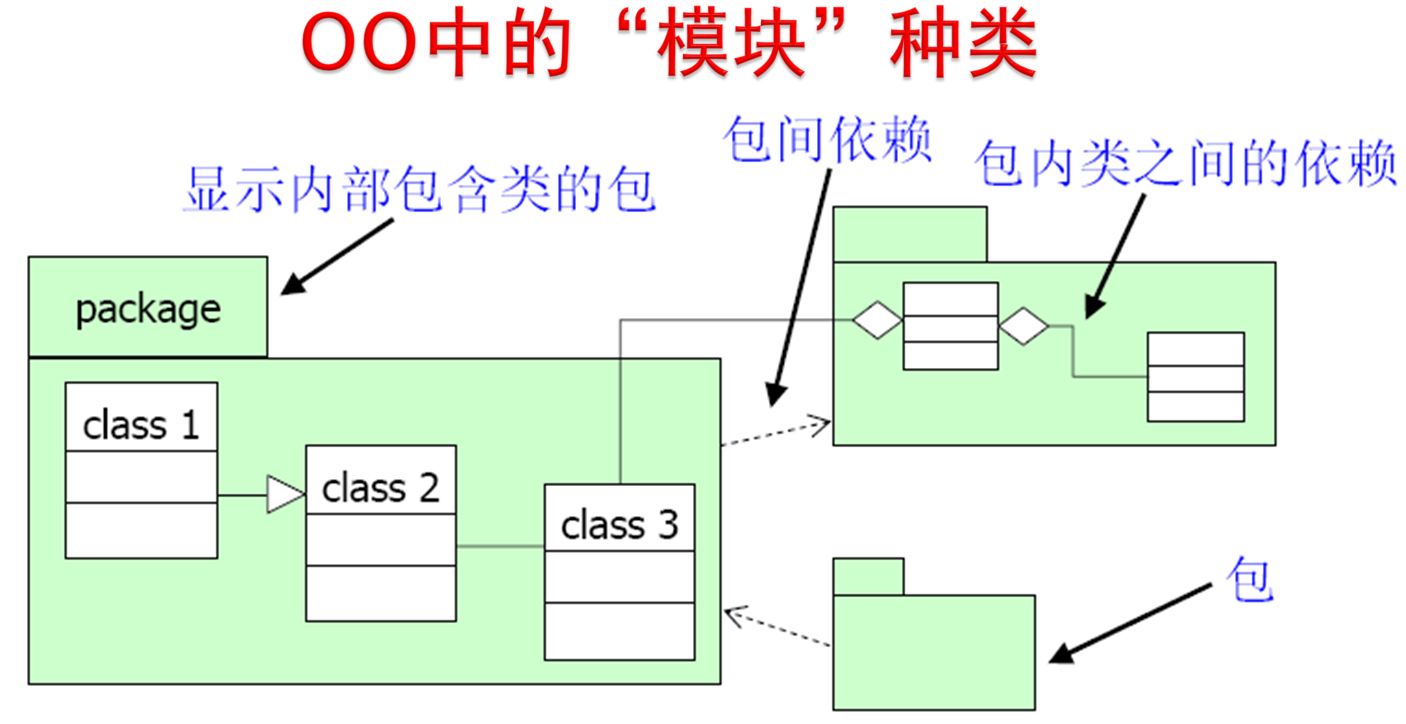 OO中的“模块”种类
包间依赖
包内类之间的依赖
显示内部包含类的包
package
class 1
class 2
class 3
包